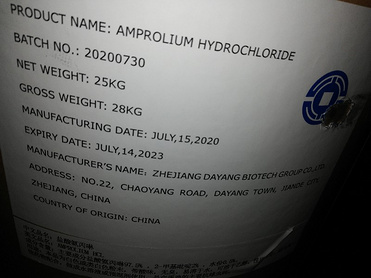 PRODUCT NAME: AMPROLIUM HYDROCHLORIDE
BATCH NO.: 20200730
NET WEIGHT: 25KG
GROSS WEIGHT: 28KG
MANUFACTURING DATE: JULY,15,2020
EXPIRY DATE: JULY,14,2023
MANUFACTURER'S NAME: ZHEJIANG DAYANG BIOTECH GROUP CO.,LTD.
ADDRESS: NO.22, CHAOYANG ROAD, DAYANG TOWN, JIANDE CITY,
ZHEJIANG, CHINA
COUNTRY OF ORIGIN: CHINA